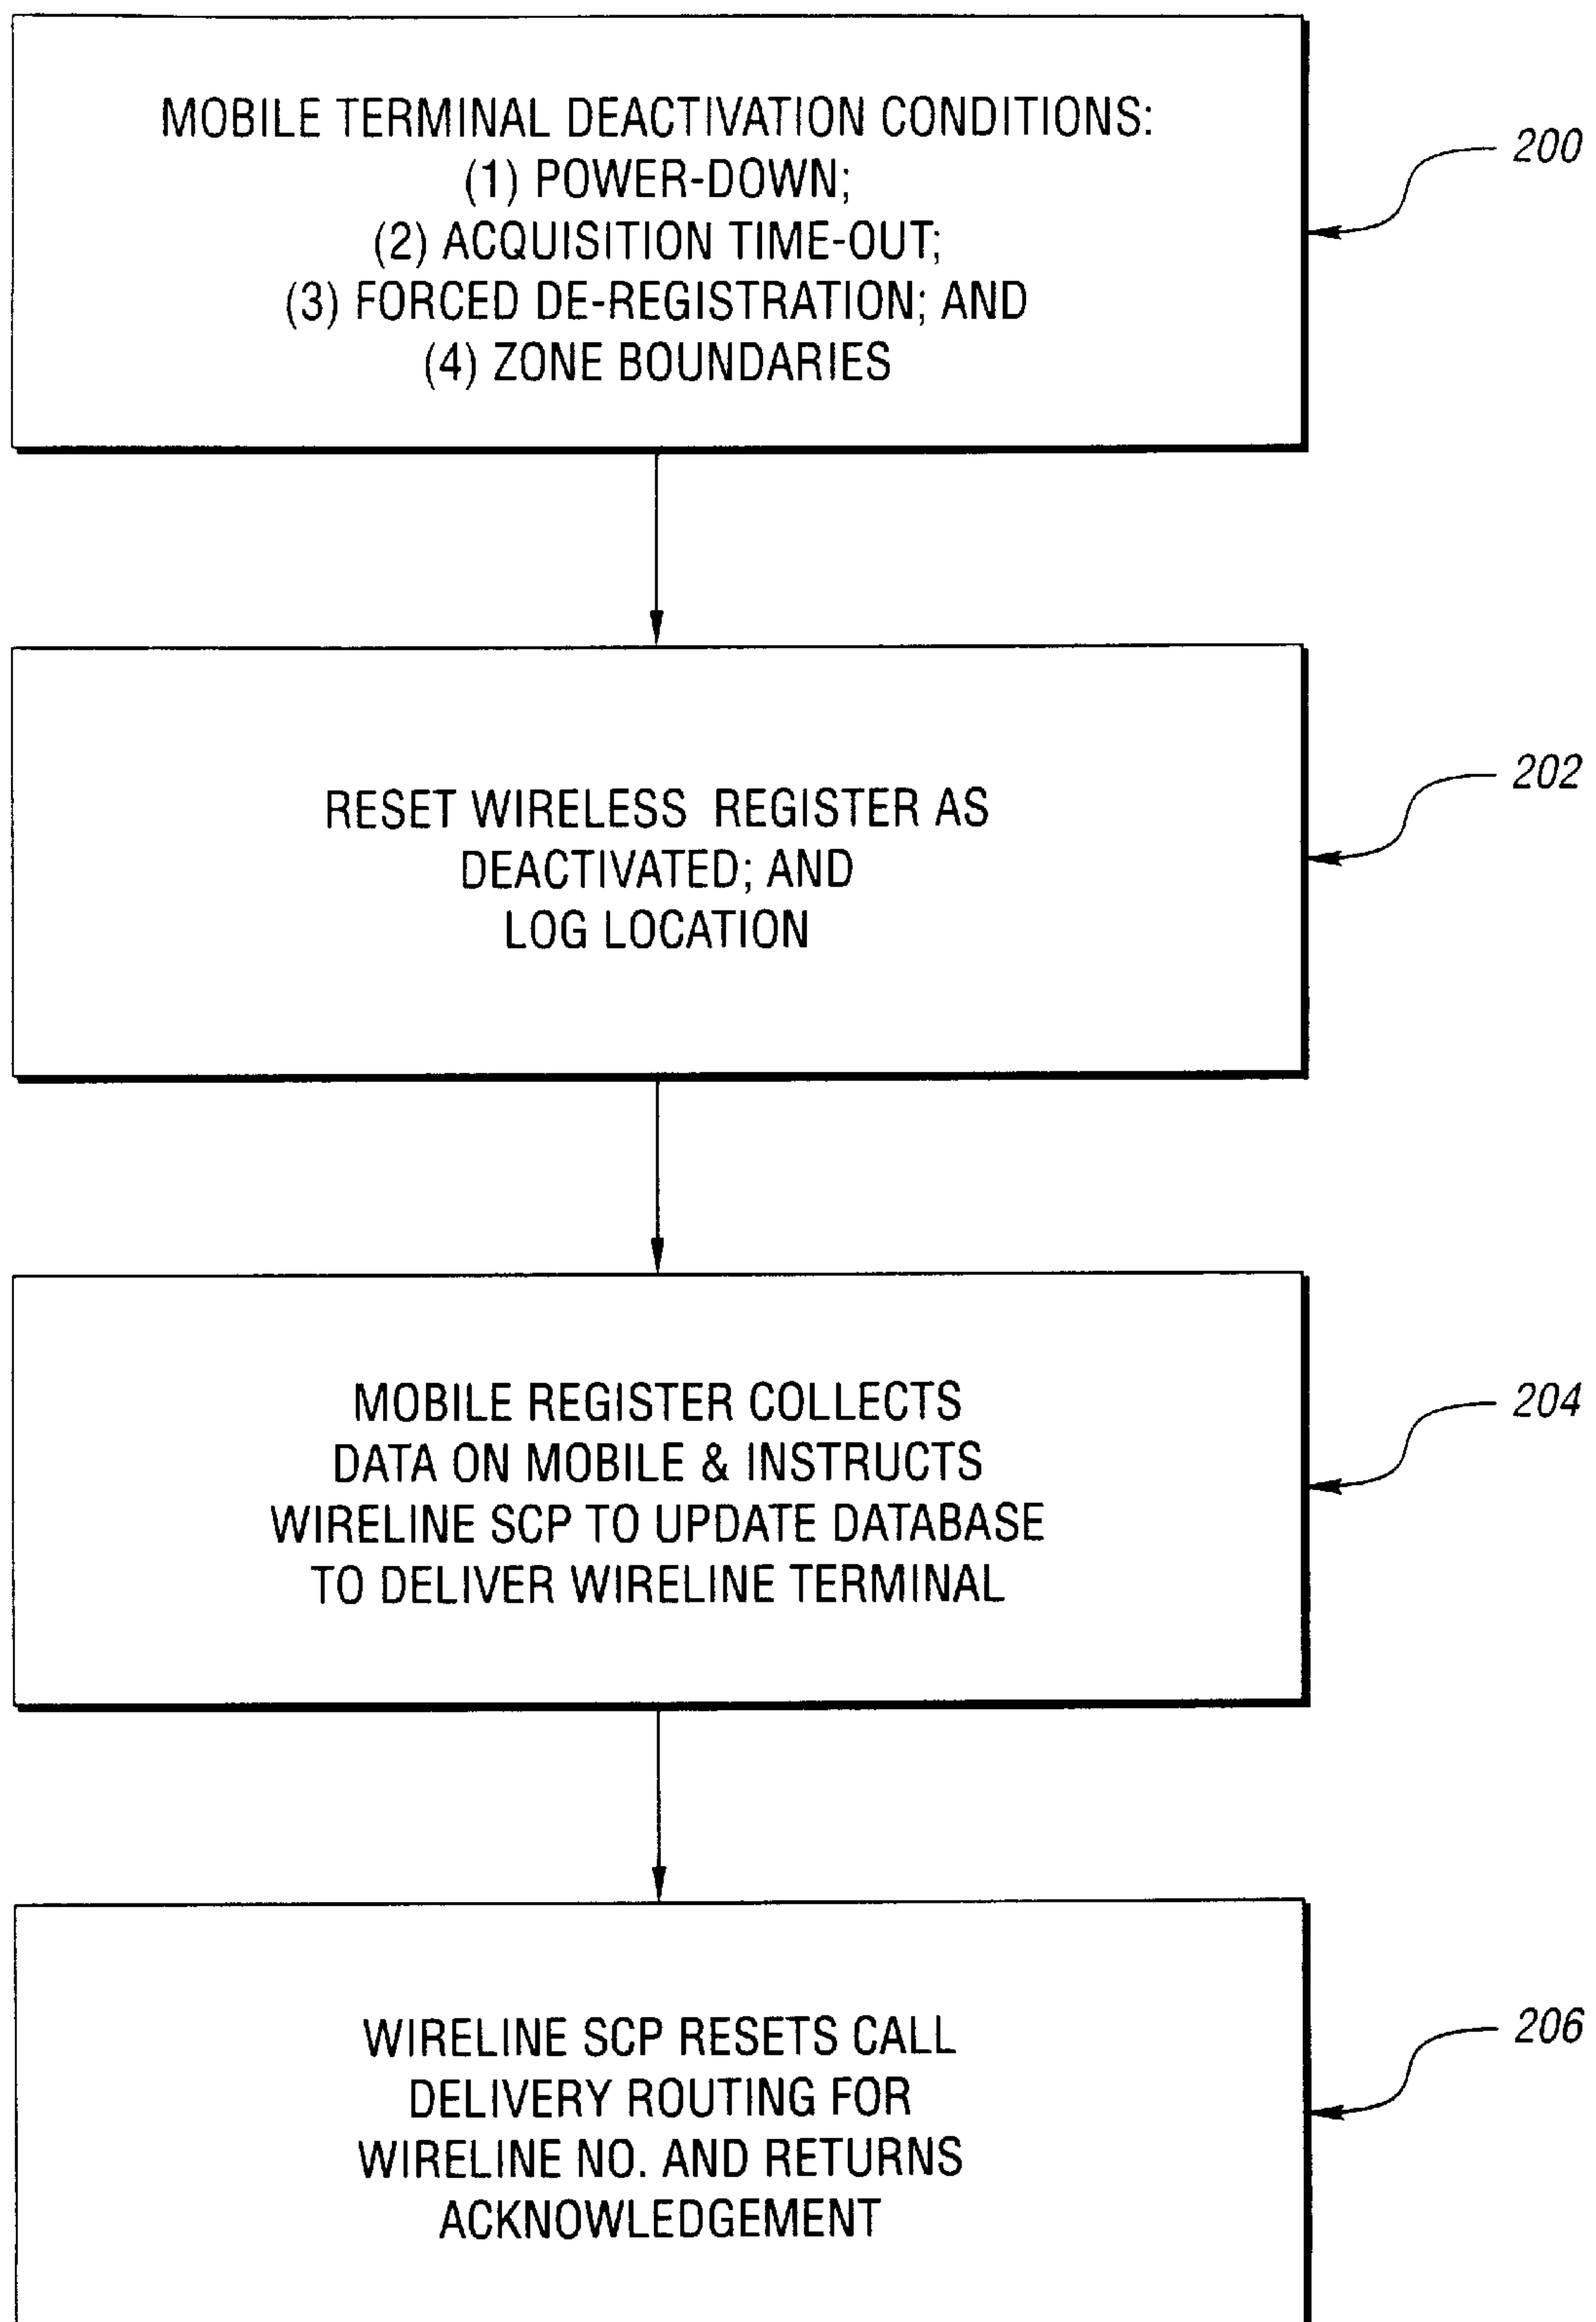 MOBILE TERMINAL DEACTIVATION CONDITIONS:
(1) POWER-DOWN;
(2) ACQUISITION TIME-OUT;
(3) FORCED DE-REGISTRATION; AND
(4) ZONE BOUNDARIES
200
RESET WIRELESS REGISTER AS
DEACTIVATED; AND
LOG LOCATION
202
MOBILE REGISTER COLLECTS
DATA ON MOBILE & INSTRUCTS
WIRELINE SCP TO UPDATE DATABASE
TO DELIVER WIRELINE TERMINAL
204
WIRELINE SCP RESETS CALL
DELIVERY ROUTING FOR
WIRELINE NO. AND RETURNS
ACKNOWLEDGEMENT
206